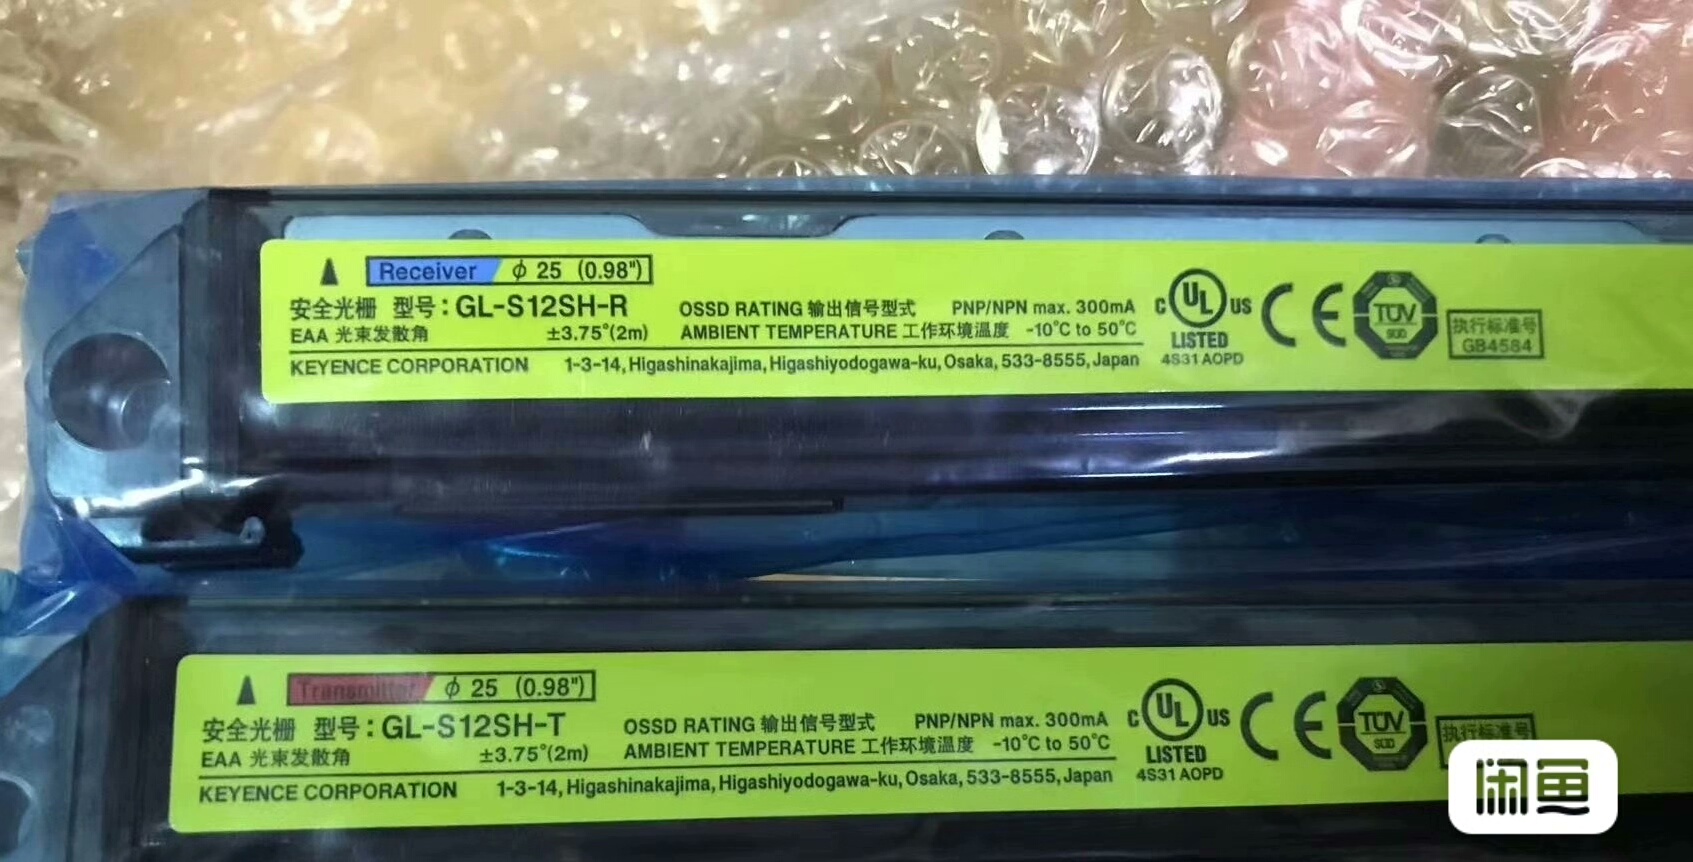 Receiver ϕ 25 (0.98")
安全光栅 型号：GL-S12SH-R OSSD RATING 输出信号型式 PNP/NPN max. 300mA
EAA 光束发散角 ±3.75°(2m) AMBIENT TEMPERATURE 工作环境温度 -10°C to 50°C
KEYENCE CORPORATION 1-3-14, Higashinakajima, Higashiyodogawa-ku, Osaka, 533-8555, Japan
C UL US
LISTED
4S31 AOPD
CE
TÜV
执行标准号
GB4584
Transmitter ϕ 25 (0.98")
安全光栅 型号：GL-S12SH-T OSSD RATING 输出信号型式 PNP/NPN max. 300mA
EAA 光束发散角 ±3.75°(2m) AMBIENT TEMPERATURE 工作环境温度 -10°C to 50°C
KEYENCE CORPORATION 1-3-14, Higashinakajima, Higashiyodogawa-ku, Osaka, 533-8555, Japan
C UL US
LISTED
4S31 AOPD
CE
TÜV
执行标准号
闲鱼